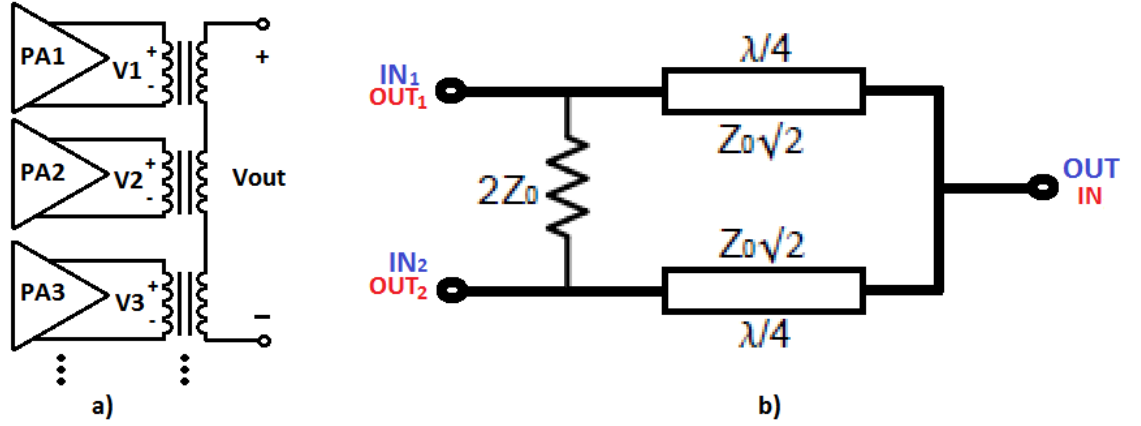 PA1
V1
+
-
+
PA2
V2
+
-
Vout
PA3
V3
+
-
–
a)
λ/4
IN₁
OUT₁
Z₀√2
2Z₀
OUT
IN
Z₀√2
IN₂
OUT₂
λ/4
b)